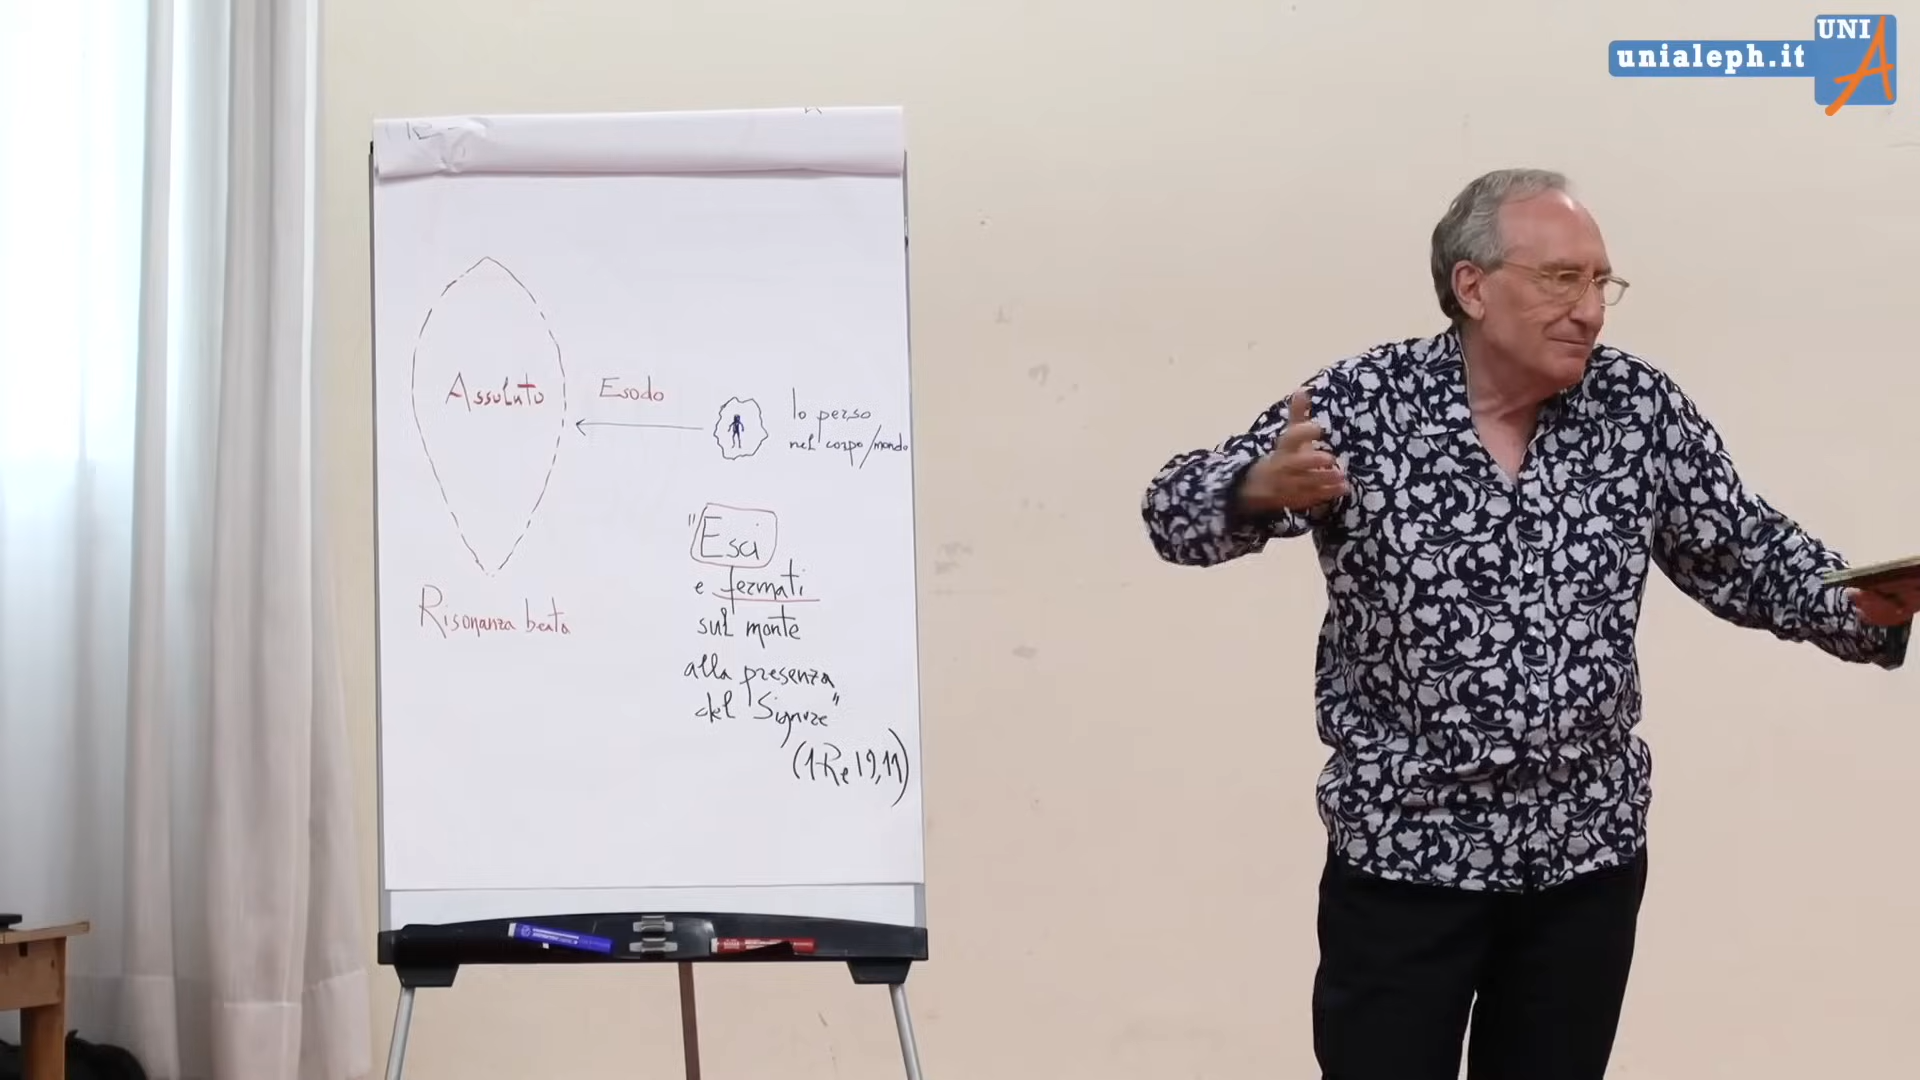 UNI
unialeph.it
A
Assoluto
Esodo
Io perso
nel corpo/mondo
"Esci
e fermati
sul monte
alla presenza
del Signore"
(1 Re 19,11)
Risonanza beata